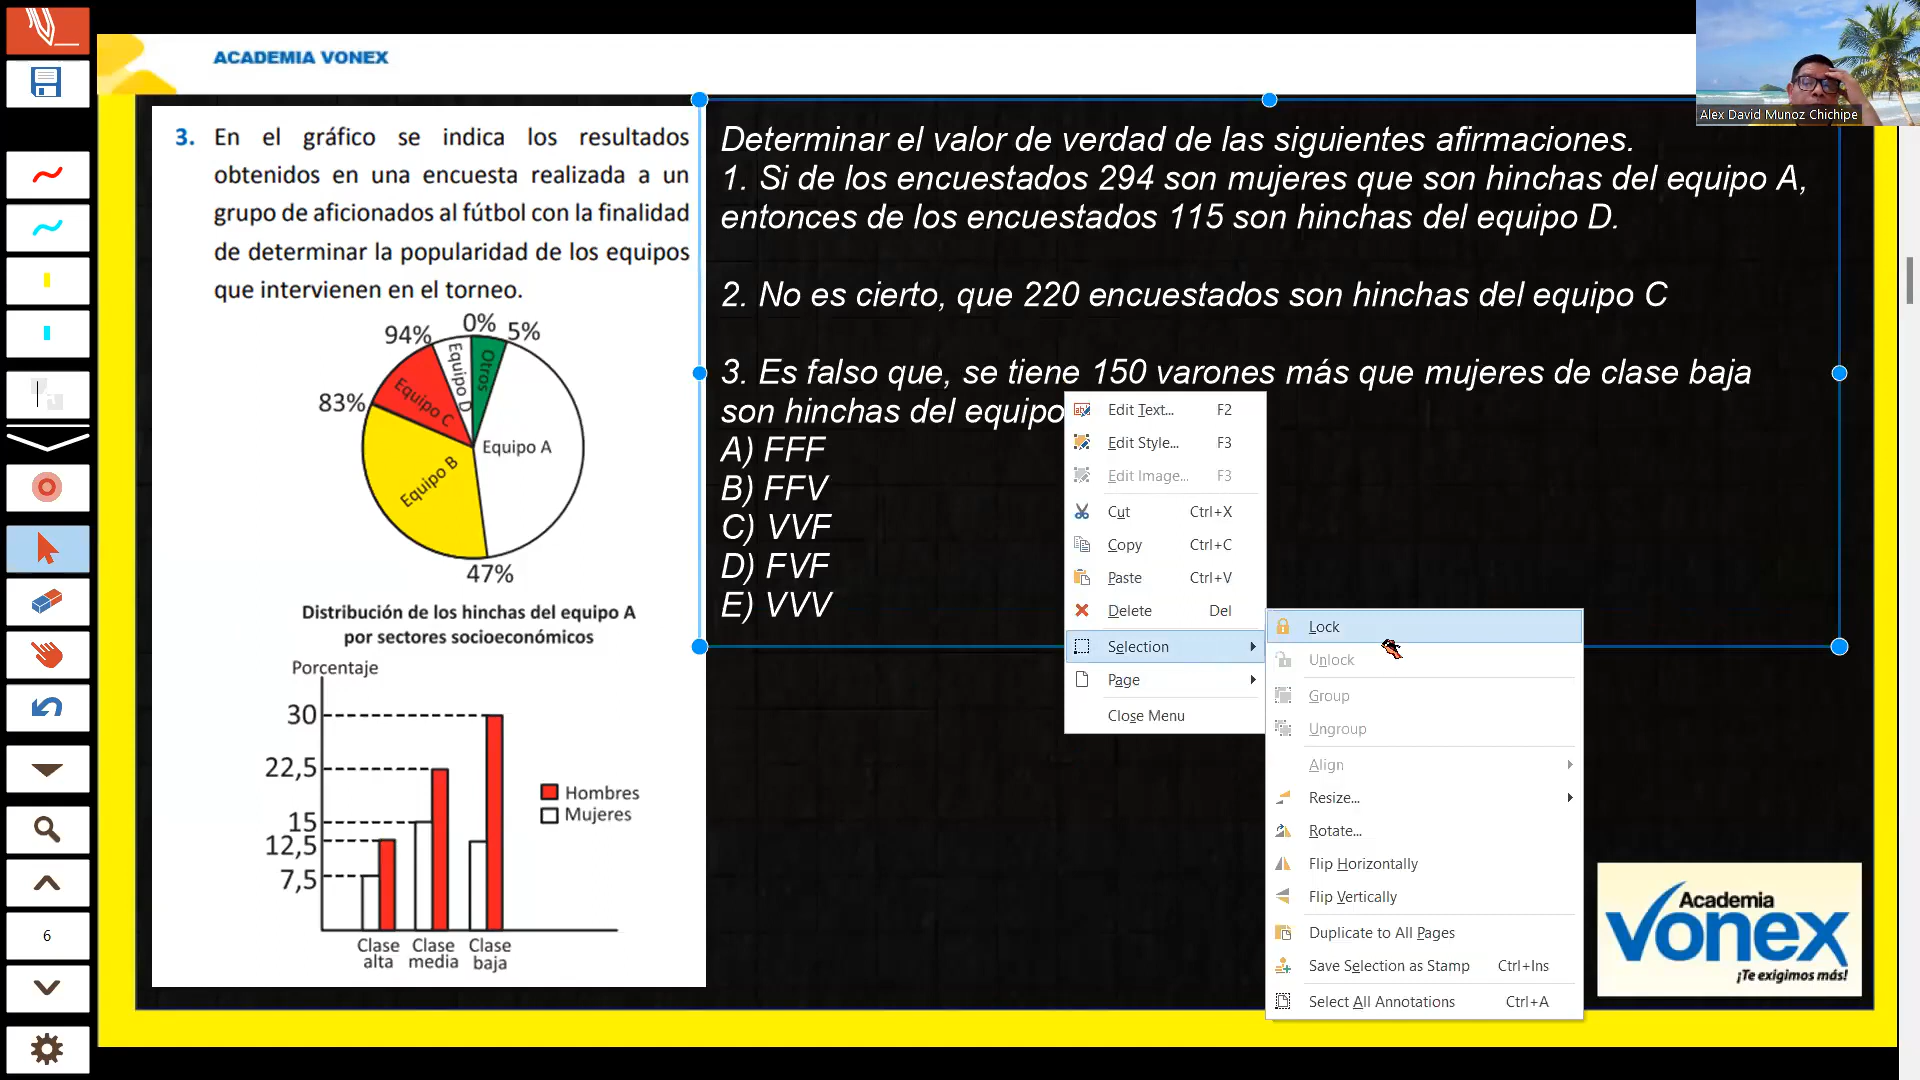 ACADEMIA VONEX
Alex David Munoz Chichipe
3. En el gráfico se indica los resultados
obtenidos en una encuesta realizada a un
grupo de aficionados al fútbol con la finalidad
de determinar la popularidad de los equipos
que intervienen en el torneo.
0%
94%
5%
83%
47%
Equipo D
Otros
Equipo C
Equipo A
Equipo B
Distribución de los hinchas del equipo A
por sectores socioeconómicos
Porcentaje
30
22,5
15
12,5
7,5
Hombres
Mujeres
Clase alta
Clase media
Clase baja
Determinar el valor de verdad de las siguientes afirmaciones.
1. Si de los encuestados 294 son mujeres que son hinchas del equipo A,
entonces de los encuestados 115 son hinchas del equipo D.
2. No es cierto, que 220 encuestados son hinchas del equipo C
3. Es falso que, se tiene 150 varones más que mujeres de clase baja
son hinchas del equipo
A) FFF
B) FFV
C) VVF
D) FVF
E) VVV
Edit Text... F2
Edit Style... F3
Edit Image... F3
Cut Ctrl+X
Copy Ctrl+C
Paste Ctrl+V
Delete Del
Selection
Page
Close Menu
Lock
Unlock
Group
Ungroup
Align
Resize...
Rotate...
Flip Horizontally
Flip Vertically
Duplicate to All Pages
Save Selection as Stamp Ctrl+Ins
Select All Annotations Ctrl+A
6
Academia
vonex
¡Te exigimos más!